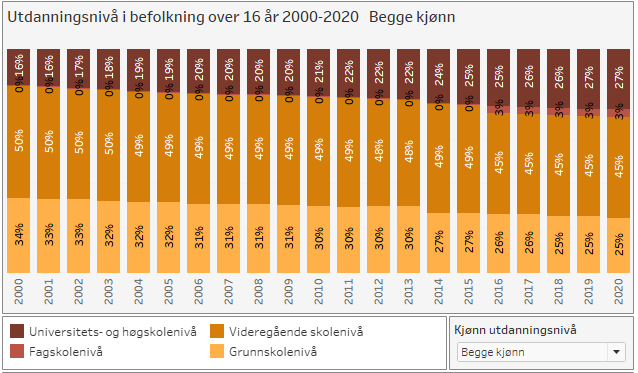 Utdanningsnivå i befolkning over 16 år 2000-2020 Begge kjønn
16% 16% 17% 18% 19% 19% 20% 20% 20% 20% 21% 22% 22% 22% 24% 25% 25% 26% 26% 27% 27%
0% 0% 0% 0% 0% 0% 0% 0% 0% 0% 0% 0% 0% 0% 0% 0% 3% 3% 3% 3% 3%
50% 50% 50% 50% 49% 49% 49% 49% 49% 49% 49% 49% 48% 48% 49% 49% 45% 45% 45% 45% 45%
34% 33% 33% 32% 32% 32% 31% 31% 31% 31% 30% 30% 30% 30% 27% 27% 26% 26% 25% 25% 25%
2000 2001 2002 2003 2004 2005 2006 2007 2008 2009 2010 2011 2012 2013 2014 2015 2016 2017 2018 2019 2020
Universitets- og høgskolenivå
Videregående skolenivå
Fagskolenivå
Grunnskolenivå
Kjønn utdanningsnivå
Begge kjønn